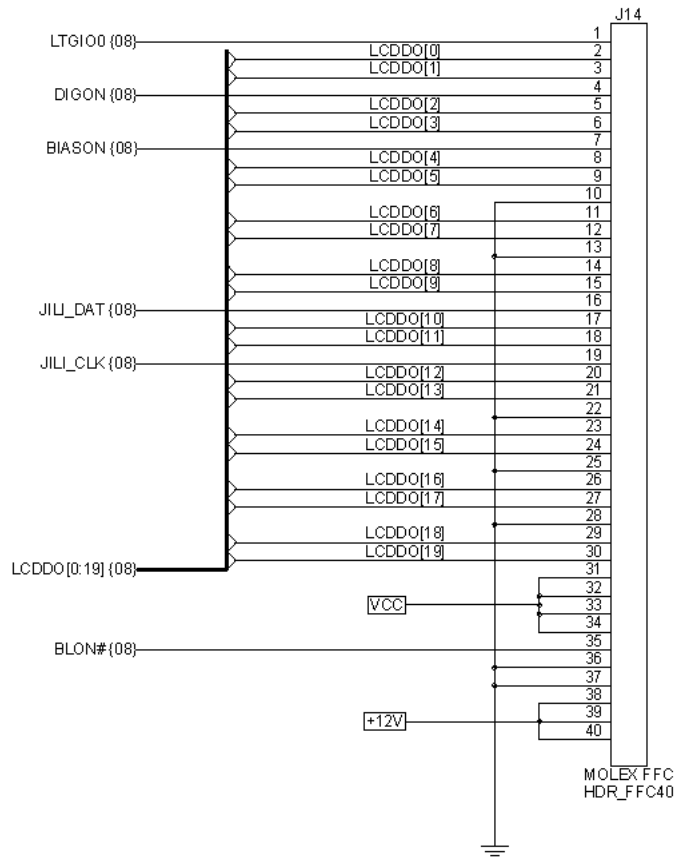 J14
1
LTGIO0 {08}
LCDDO[0]
2
LCDDO[1]
3
4
DIGON {08}
LCDDO[2]
5
LCDDO[3]
6
7
BIASON {08}
LCDDO[4]
8
LCDDO[5]
9
10
LCDDO[6]
11
LCDDO[7]
12
13
LCDDO[8]
14
LCDDO[9]
15
16
JILI_DAT {08}
LCDDO[10]
17
LCDDO[11]
18
19
JILI_CLK {08}
LCDDO[12]
20
LCDDO[13]
21
22
LCDDO[14]
23
LCDDO[15]
24
25
LCDDO[16]
26
LCDDO[17]
27
28
LCDDO[18]
29
LCDDO[19]
30
LCDDO[0:19] {08}
31
32
VCC
33
34
35
BLON# {08}
36
37
38
39
+12V
40
MOLEX FFC
HDR_FFC40